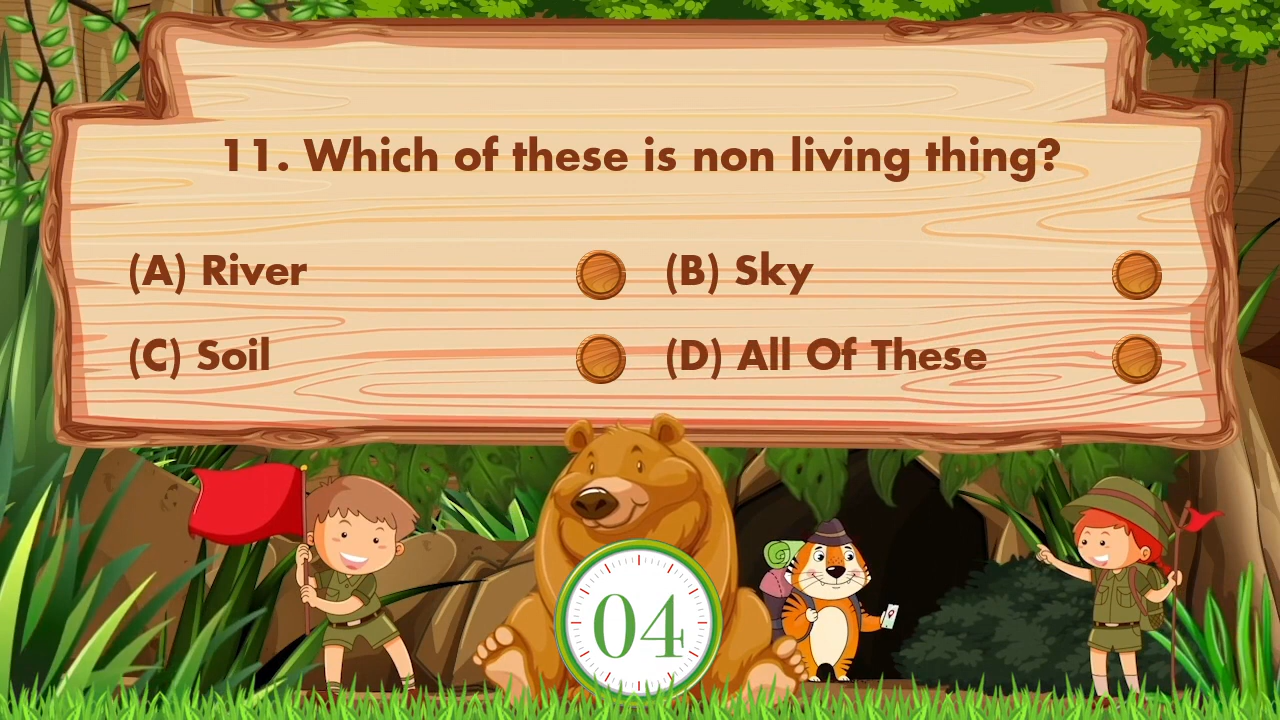 11. Which of these is non living thing?
(A) River (B) Sky
(C) Soil (D) All Of These
04